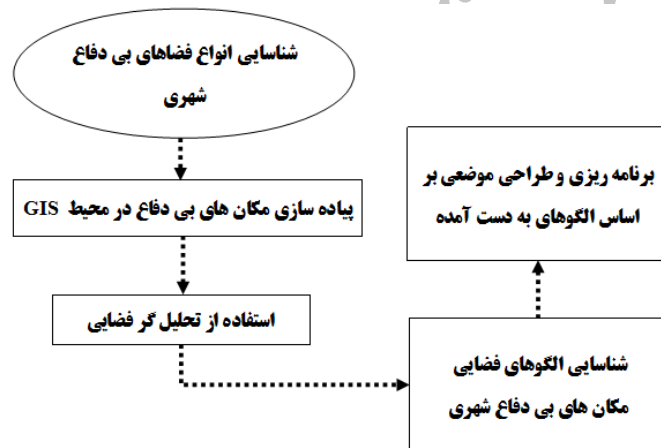 شناسایی انواع فضاهای بی دفاع
شهری
پیاده سازی مکان های بی دفاع در محیط GIS
استفاده از تحلیل گر فضایی
شناسایی الگوهای فضایی
مکان های بی دفاع شهری
برنامه ریزی و طراحی موضعی بر
اساس الگوهای به دست آمده